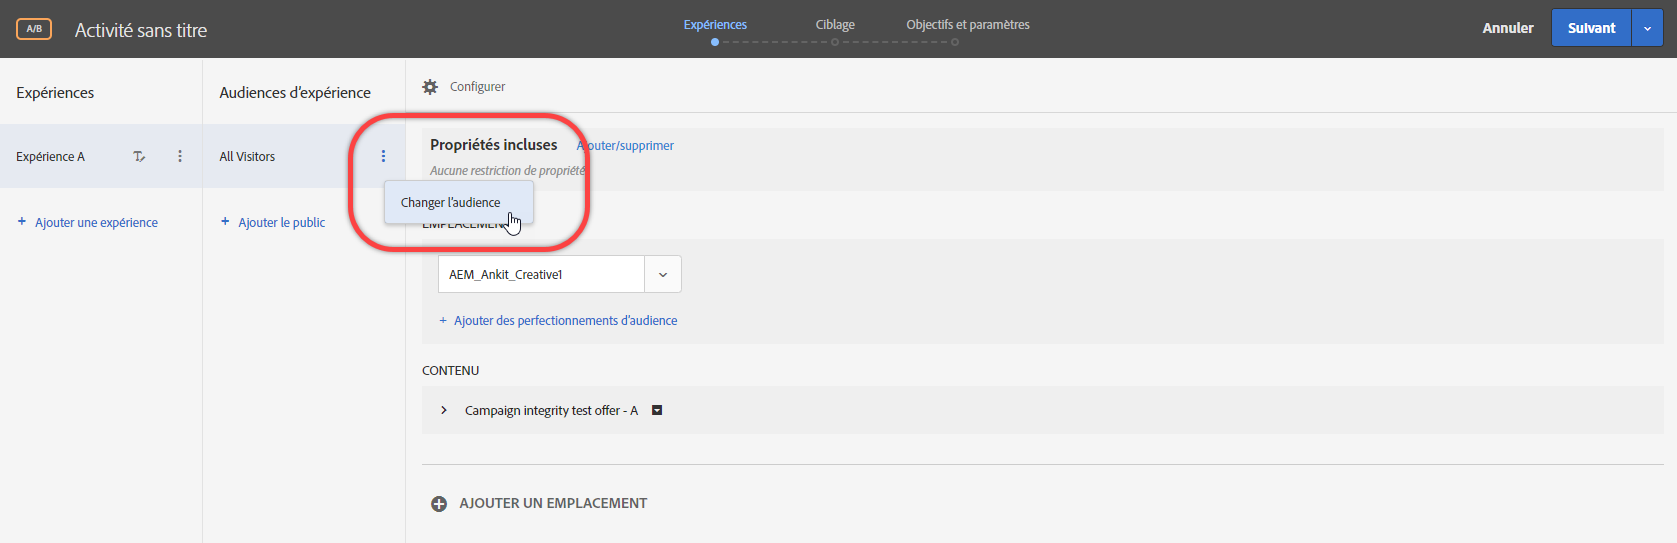 A/B
Activité sans titre
Expériences
Ciblage
Objectifs et paramètres
Annuler
Suivant
Expériences
Audiences d'expérience
Configurer
Expérience A
All Visitors
Propriétés incluses
Ajouter/supprimer
Aucune restriction de propriété
Changer l'audience
+ Ajouter une expérience
+ Ajouter le public
EMPLACEMENT
AEM_Ankit_Creative1
+ Ajouter des perfectionnements d'audience
CONTENU
Campaign integrity test offer - A
AJOUTER UN EMPLACEMENT